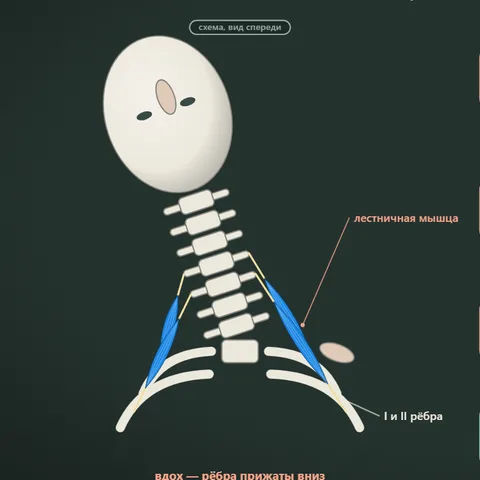 схема, вид спереди
лестничная мышца
I и II рёбра
вдох — рёбра прижаты вниз